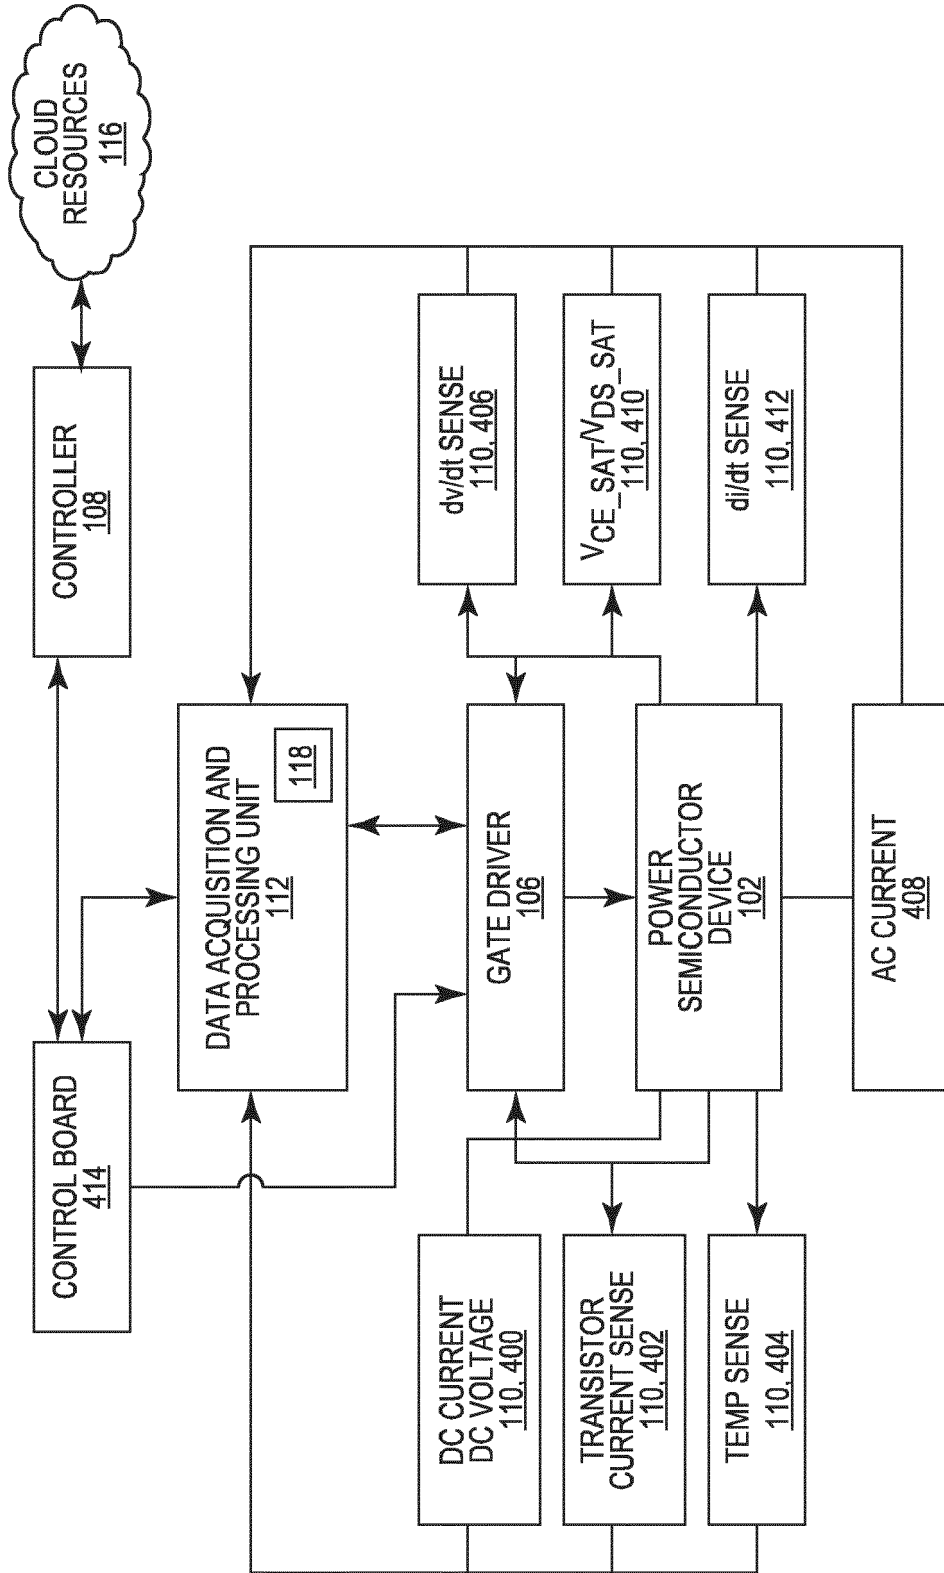 CONTROL BOARD
414
CONTROLLER
108
CLOUD
RESOURCES
116
DATA ACQUISITION AND
PROCESSING UNIT
112
118
DC CURRENT
DC VOLTAGE
110, 400
GATE DRIVER
106
dv/dt SENSE
110, 406
TRANSISTOR
CURRENT SENSE
110, 402
VCE_SAT/VDS_SAT
110, 410
TEMP SENSE
110, 404
POWER
SEMICONDUCTOR
DEVICE
102
di/dt SENSE
110, 412
AC CURRENT
408